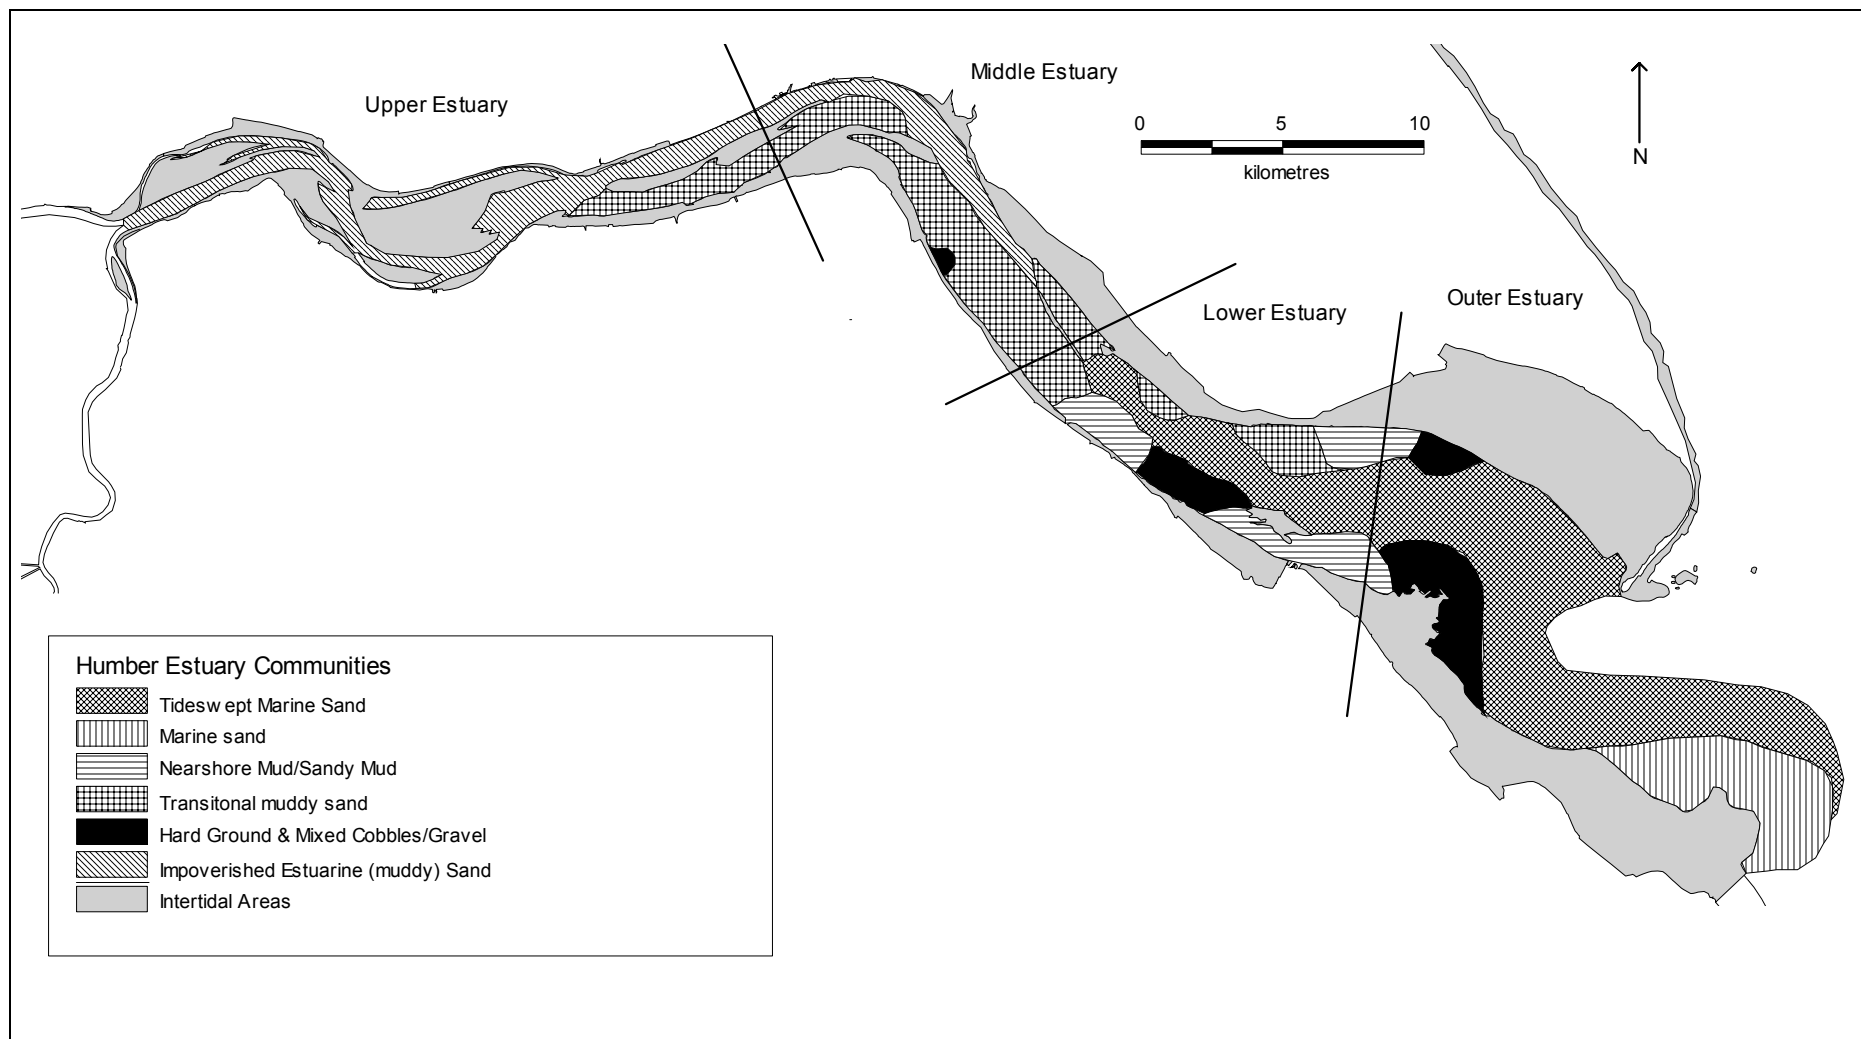 Middle Estuary
Upper Estuary
0 5 10
kilometres
N
Outer Estuary
Lower Estuary
Humber Estuary Communities
Tidesw ept Marine Sand
Marine sand
Nearshore Mud/Sandy Mud
Transitonal muddy sand
Hard Ground & Mixed Cobbles/Gravel
Impoverished Estuarine (muddy) Sand
Intertidal Areas